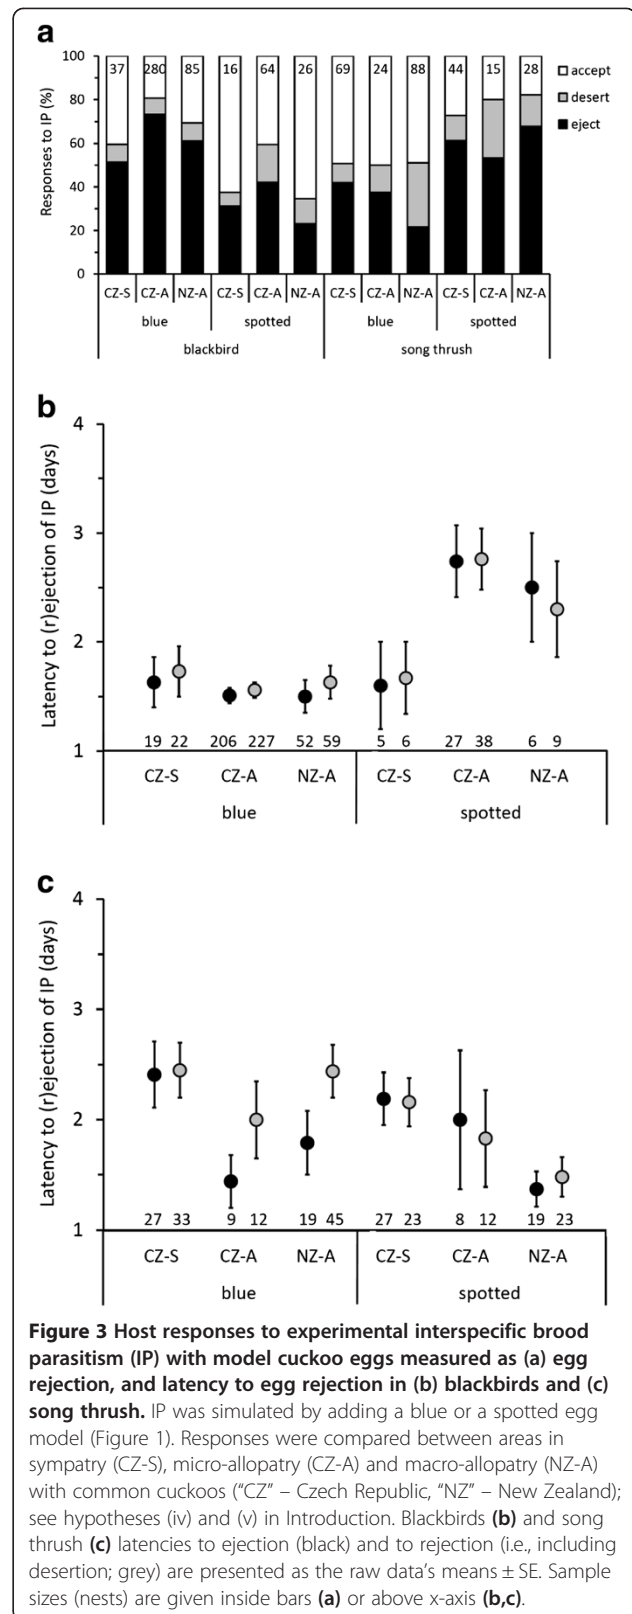 a
100
80
60
40
20
0
Responses to IP (%)
37 280 85 16 64 26 69 24 88 44 15 28
accept
desert
eject
CZ-S CZ-A NZ-A CZ-S CZ-A NZ-A CZ-S CZ-A NZ-A CZ-S CZ-A NZ-A
blue spotted blue spotted
blackbird song thrush
b
4
3
2
1
Latency to (r)ejection of IP (days)
19 22 206 227 52 59 5 6 27 38 6 9
CZ-S CZ-A NZ-A CZ-S CZ-A NZ-A
blue spotted
c
4
3
2
1
Latency to (r)ejection of IP (days)
27 33 9 12 19 45 27 23 8 12 19 23
CZ-S CZ-A NZ-A CZ-S CZ-A NZ-A
blue spotted
Figure 3 Host responses to experimental interspecific brood
parasitism (IP) with model cuckoo eggs measured as (a) egg
rejection, and latency to egg rejection in (b) blackbirds and (c)
song thrush. IP was simulated by adding a blue or a spotted egg
model (Figure 1). Responses were compared between areas in
sympatry (CZ-S), micro-allopatry (CZ-A) and macro-allopatry (NZ-A)
with common cuckoos ("CZ" – Czech Republic, "NZ" – New Zealand);
see hypotheses (iv) and (v) in Introduction. Blackbirds (b) and song
thrush (c) latencies to ejection (black) and to rejection (i.e., including
desertion; grey) are presented as the raw data's means ± SE. Sample
sizes (nests) are given inside bars (a) or above x-axis (b,c).